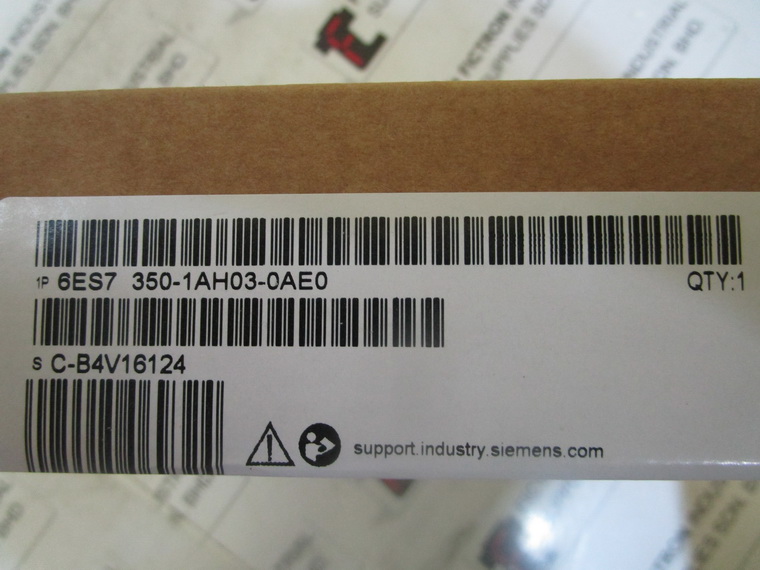 1P 6ES7 350-1AH03-0AE0 QTY:1
S C-B4V16124
support.industry.siemens.com